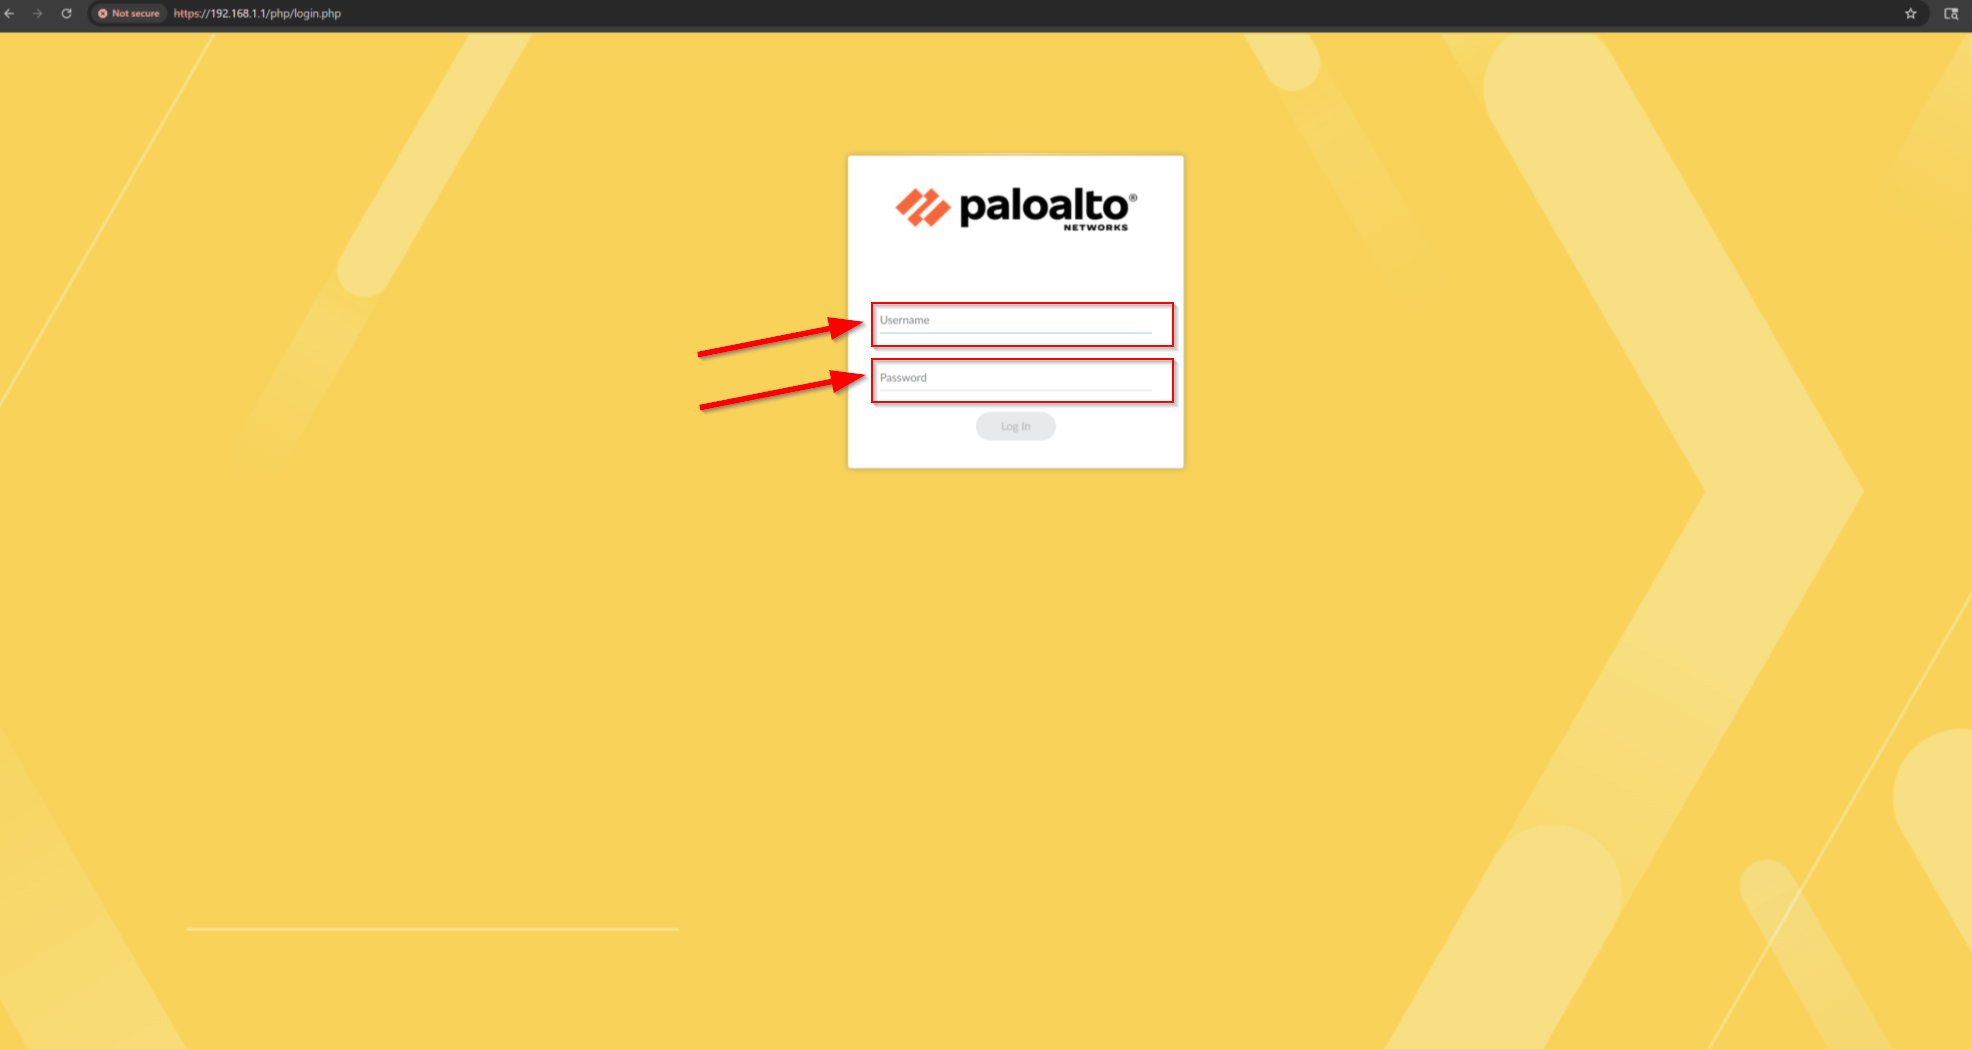 Not secure https://192.168.1.1/php/login.php
paloalto®
NETWORKS
Username
Password
Log In